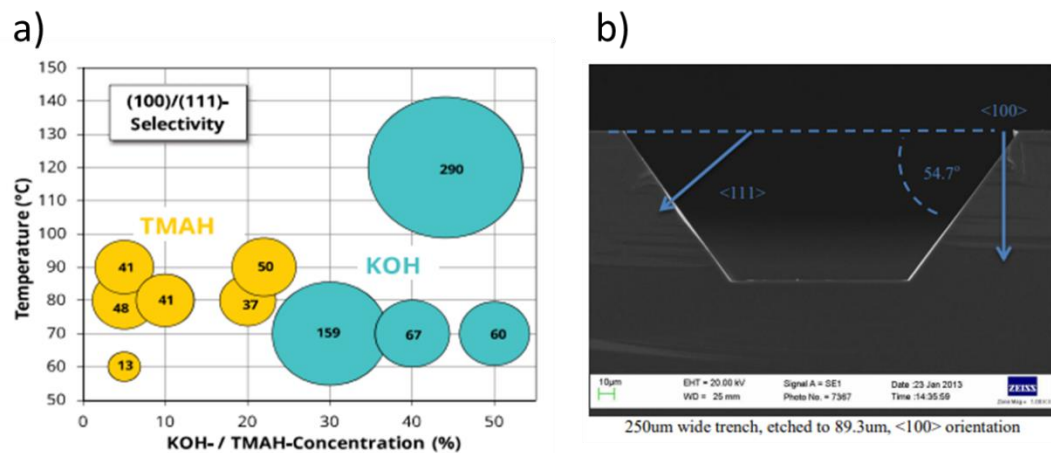 a)
(100)/(111)-
Selectivity
Temperature (°C)
150
140
130
120
110
100
90
80
70
60
50
0
10
20
30
40
50
290
TMAH
KOH
41
50
48
41
37
159
67
60
13
KOH- / TMAH-Concentration (%)
b)
<100>
54.7°
<111>
10µm
EHT = 20.00 kV
Signal A = SE1
Date :23 Jan 2013
WD = 25 mm
Photo No. = 7367
Time :14:35:59
ZEISS
250um wide trench, etched to 89.3um, <100> orientation